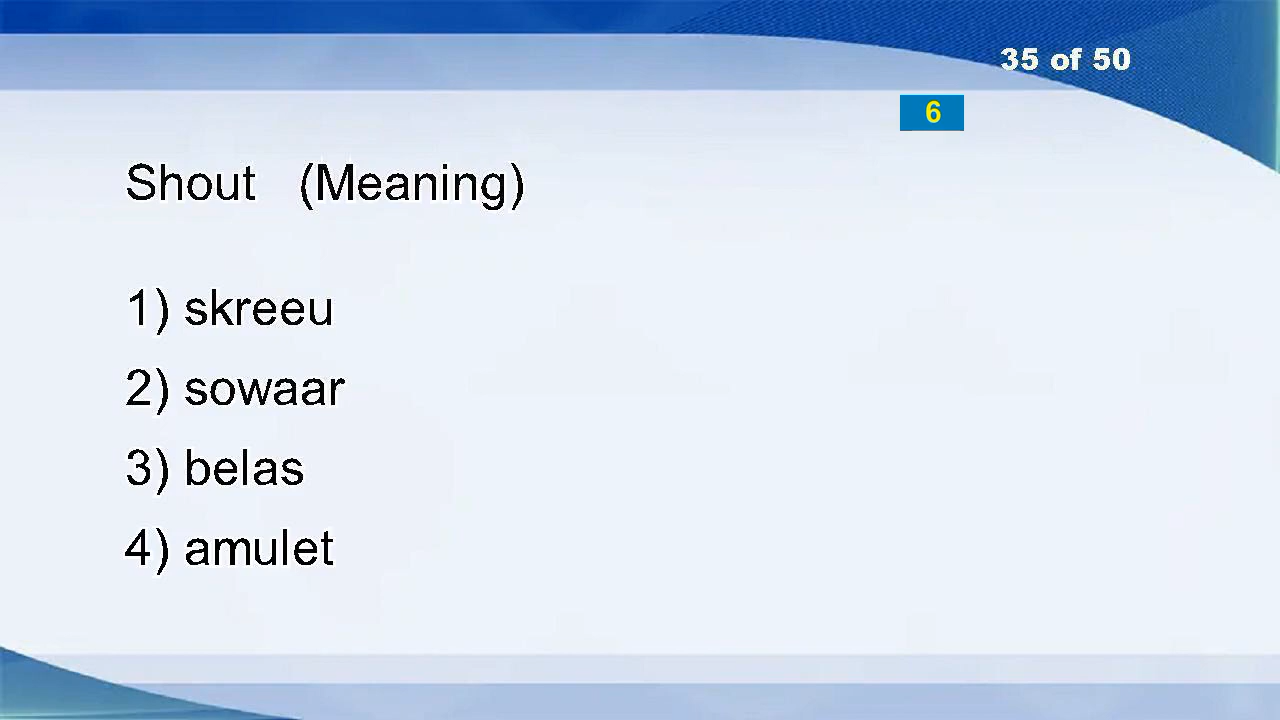 35 of 50
6
Shout (Meaning)
1) skreeu
2) sowaar
3) belas
4) amulet